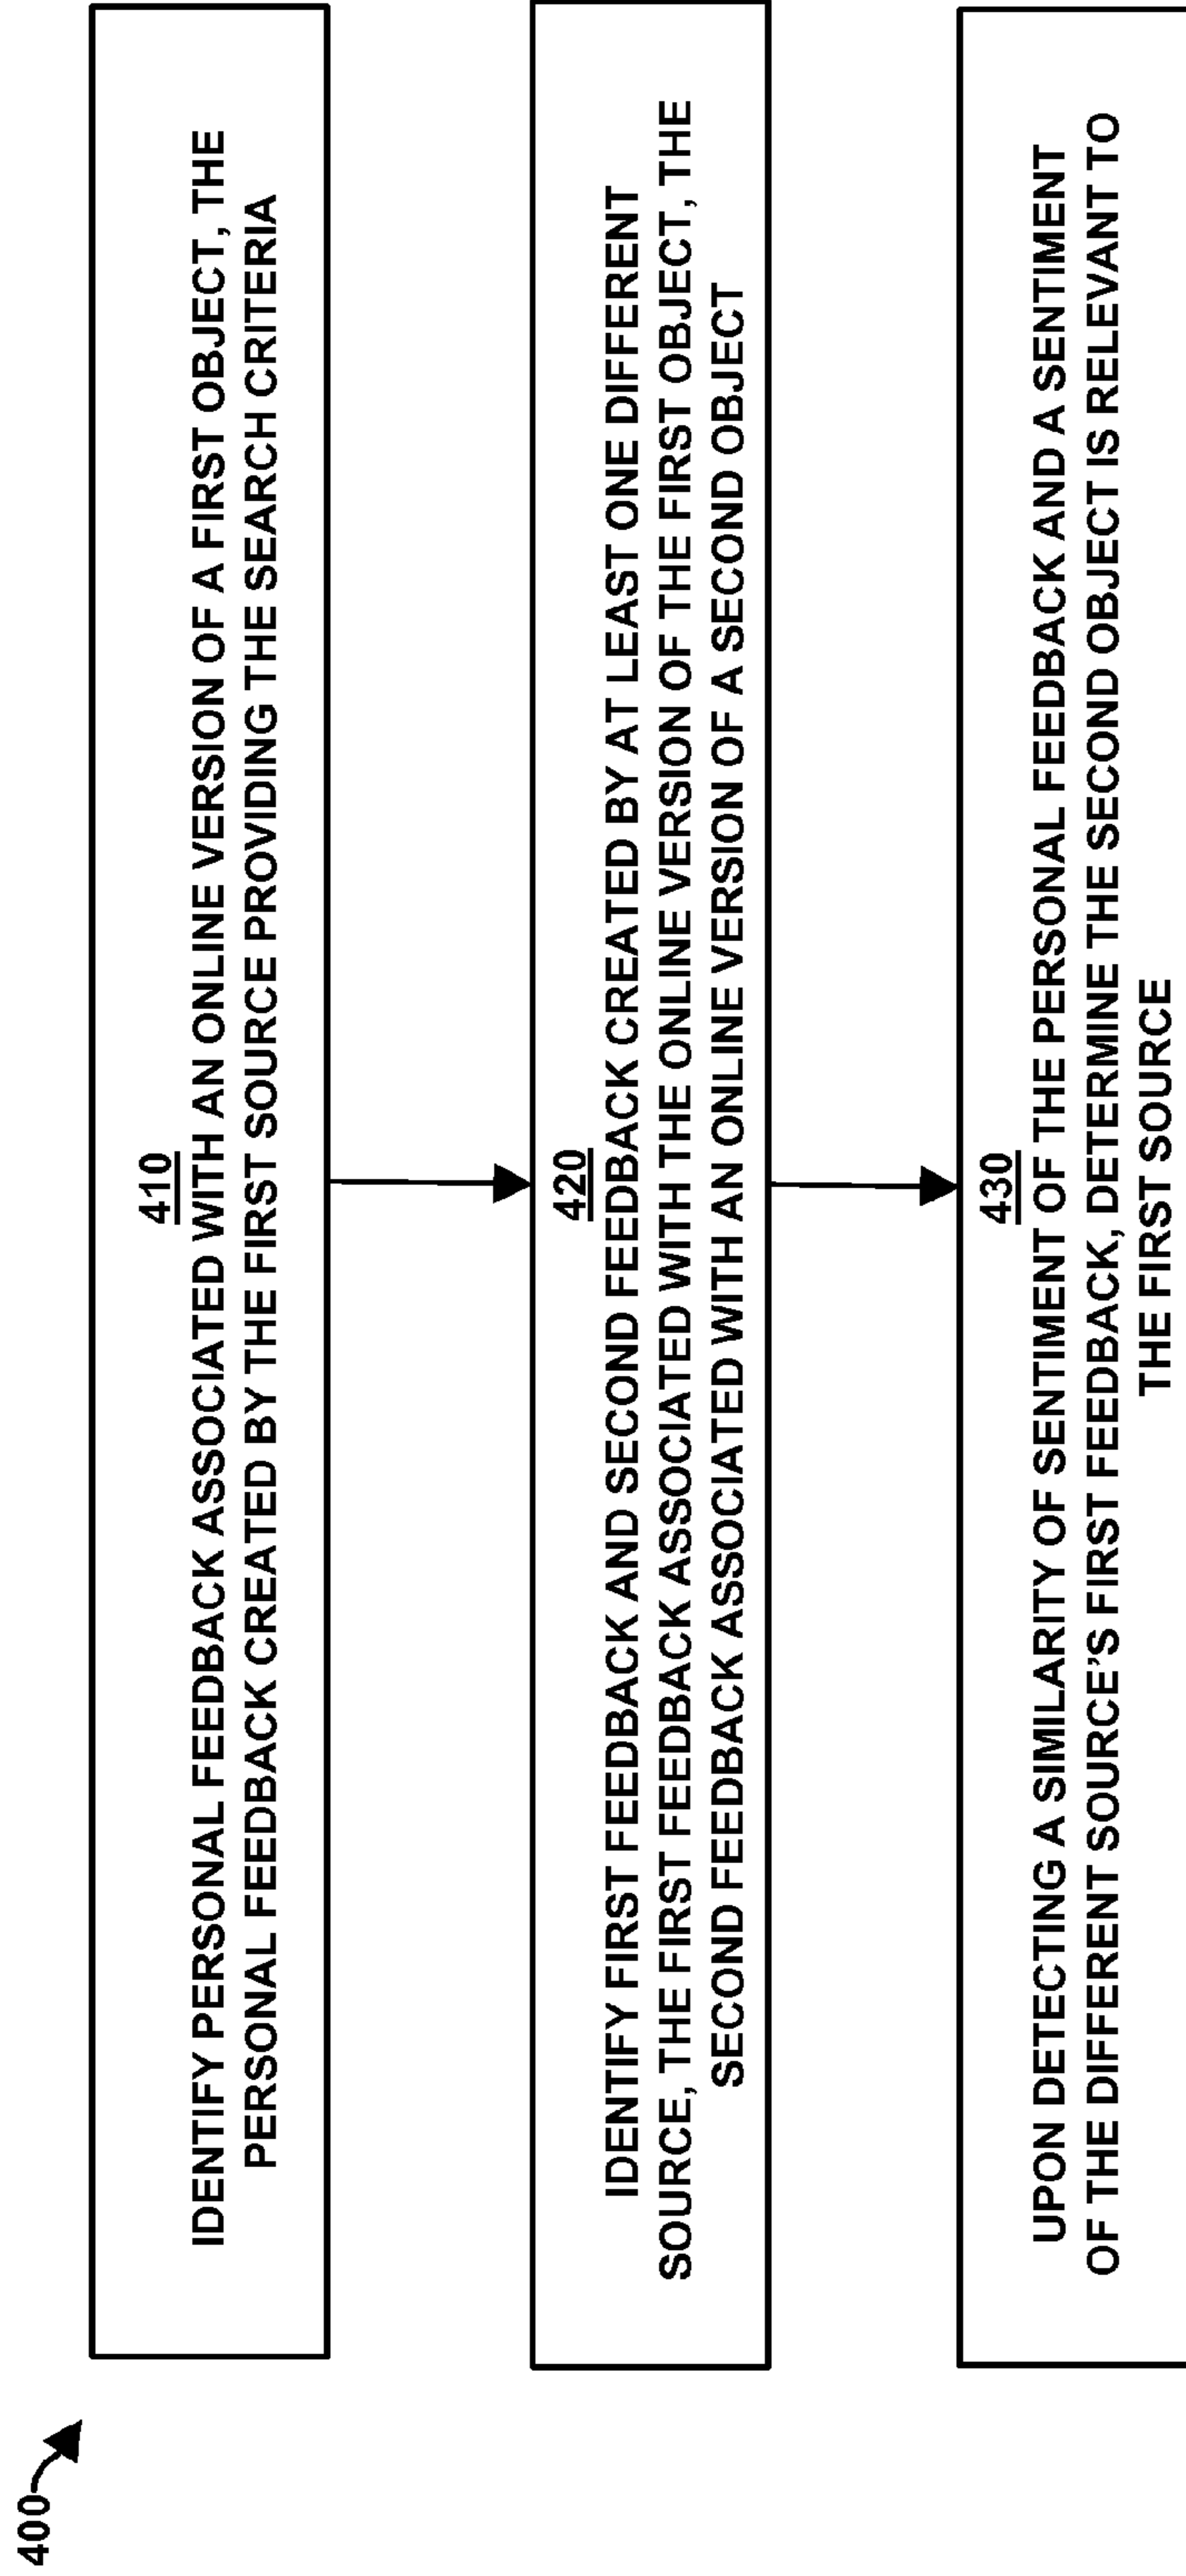 400
410
IDENTIFY PERSONAL FEEDBACK ASSOCIATED WITH AN ONLINE VERSION OF A FIRST OBJECT, THE
PERSONAL FEEDBACK CREATED BY THE FIRST SOURCE PROVIDING THE SEARCH CRITERIA
420
IDENTIFY FIRST FEEDBACK AND SECOND FEEDBACK CREATED BY AT LEAST ONE DIFFERENT
SOURCE, THE FIRST FEEDBACK ASSOCIATED WITH THE ONLINE VERSION OF THE FIRST OBJECT, THE
SECOND FEEDBACK ASSOCIATED WITH AN ONLINE VERSION OF A SECOND OBJECT
430
UPON DETECTING A SIMILARITY OF SENTIMENT OF THE PERSONAL FEEDBACK AND A SENTIMENT
OF THE DIFFERENT SOURCE'S FIRST FEEDBACK, DETERMINE THE SECOND OBJECT IS RELEVANT TO
THE FIRST SOURCE